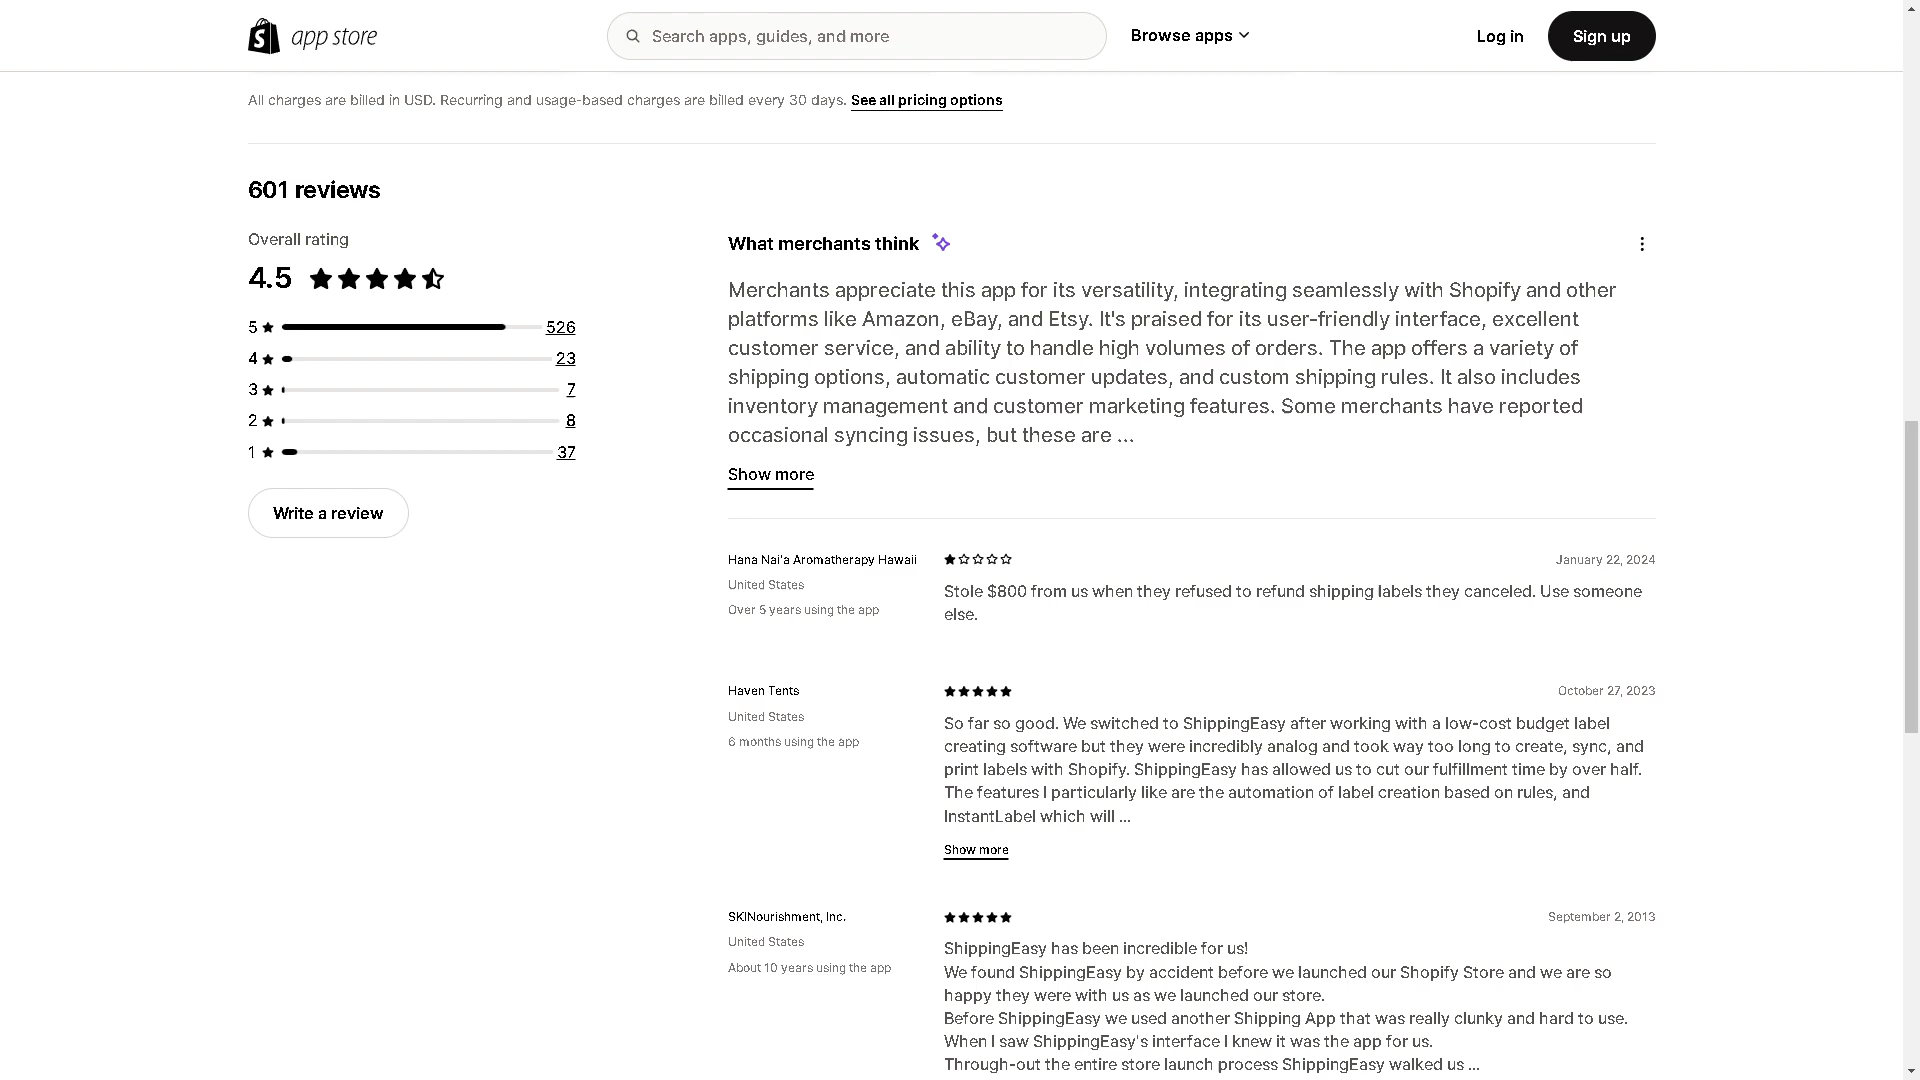 app store
Search apps, guides, and more
Browse apps
Log in
Sign up
All charges are billed in USD. Recurring and usage-based charges are billed every 30 days. See all pricing options
601 reviews
Overall rating
4.5
5 526
4 23
3 7
2 8
1 37
Write a review
What merchants think
Merchants appreciate this app for its versatility, integrating seamlessly with Shopify and other
platforms like Amazon, eBay, and Etsy. It's praised for its user-friendly interface, excellent
customer service, and ability to handle high volumes of orders. The app offers a variety of
shipping options, automatic customer updates, and custom shipping rules. It also includes
inventory management and customer marketing features. Some merchants have reported
occasional syncing issues, but these are ...
Show more
Hana Nai'a Aromatherapy Hawaii
United States
Over 5 years using the app
January 22, 2024
Stole $800 from us when they refused to refund shipping labels they canceled. Use someone
else.
Haven Tents
United States
6 months using the app
October 27, 2023
So far so good. We switched to ShippingEasy after working with a low-cost budget label
creating software but they were incredibly analog and took way too long to create, sync, and
print labels with Shopify. ShippingEasy has allowed us to cut our fulfillment time by over half.
The features I particularly like are the automation of label creation based on rules, and
InstantLabel which will ...
Show more
SKINourishment, Inc.
United States
About 10 years using the app
September 2, 2013
ShippingEasy has been incredible for us!
We found ShippingEasy by accident before we launched our Shopify Store and we are so
happy they were with us as we launched our store.
Before ShippingEasy we used another Shipping App that was really clunky and hard to use.
When I saw ShippingEasy's interface I knew it was the app for us.
Through-out the entire store launch process ShippingEasy walked us ...